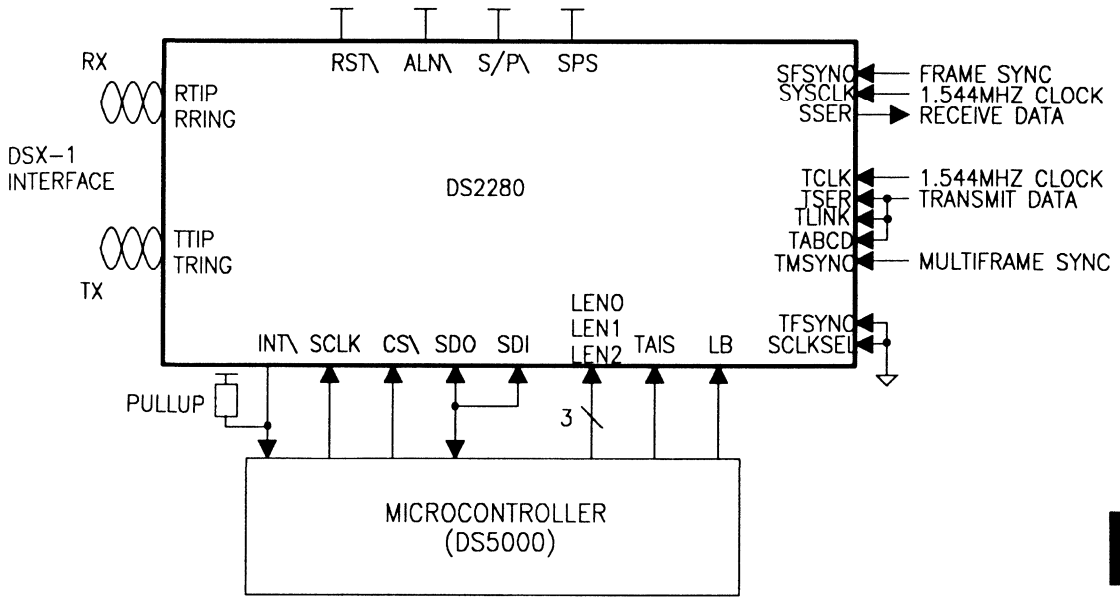 RST\ ALN\ S/P\ SPS
RX
RTIP
RRING
DSX-1
INTERFACE
TTIP
TRING
TX
DS2280
SFSYNC FRAME SYNC
SYSCLK 1.544MHZ CLOCK
SSER RECEIVE DATA
TCLK 1.544MHZ CLOCK
TSER TRANSMIT DATA
TLINK
TABCD
TMSYNC MULTIFRAME SYNC
TFSYNC
SCLKSEL
INT\ SCLK CS\ SDO SDI
LEN0
LEN1
LEN2
TAIS LB
PULLUP
3
MICROCONTROLLER
(DS5000)